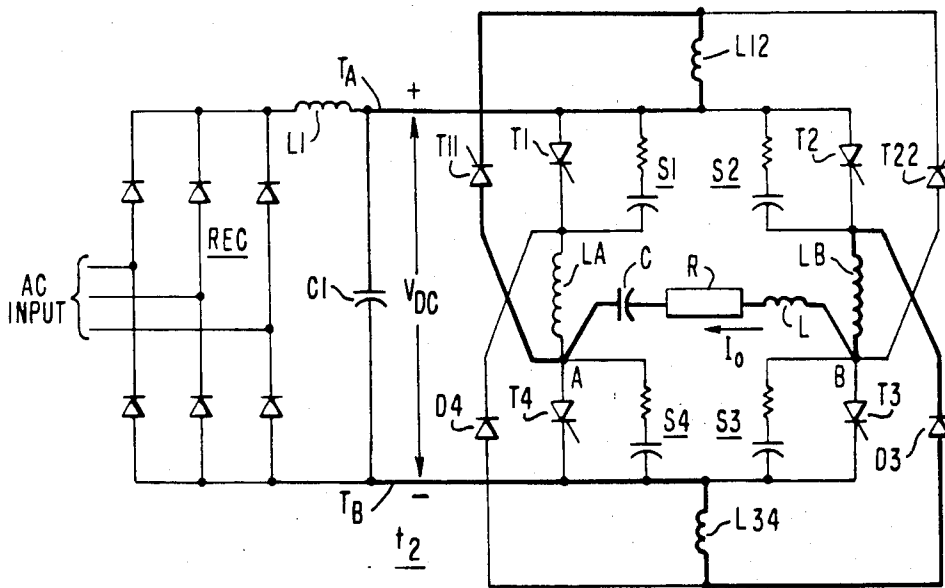 L12
TA
+
L1
T11
T1
S1
S2
T2
T22
REC
LA
C
R
LB
AC
INPUT
C1
VDC
L
I0
A
B
D4
T4
S4
S3
T3
D3
TB
−
L34
t2